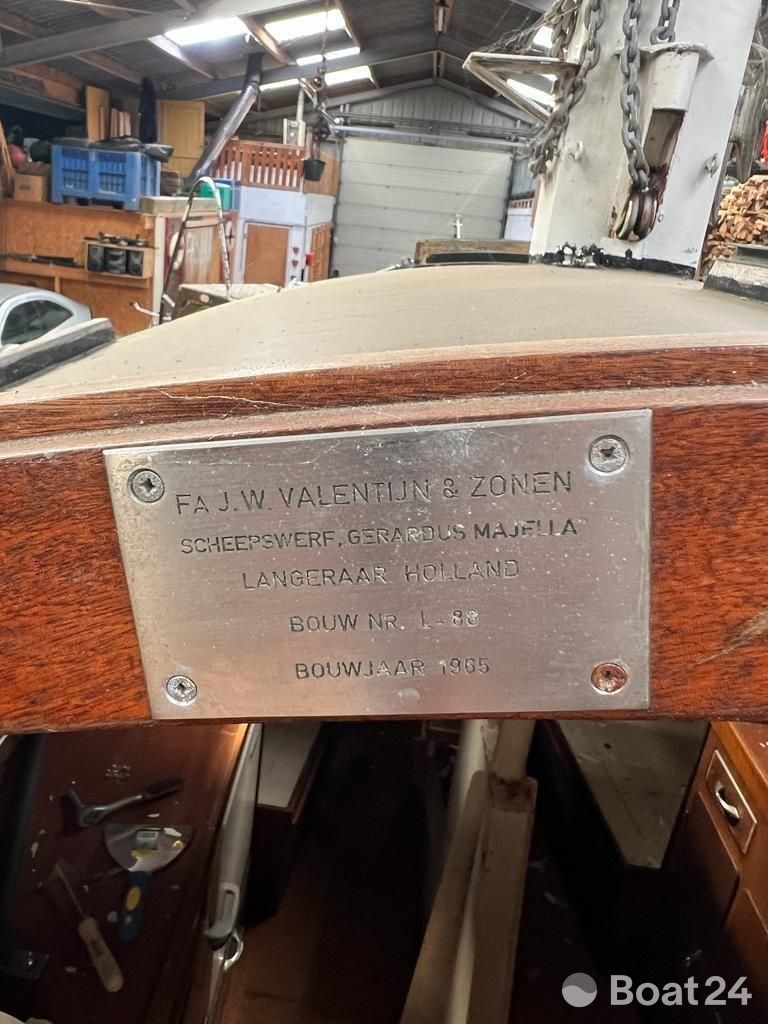 FA J.W. VALENTIJN & ZONEN
SCHEEPSWERF, GERARDUS MAJELLA
LANGERAAR HOLLAND
BOUW NR. L-88
BOUWJAAR 1965
Boat24